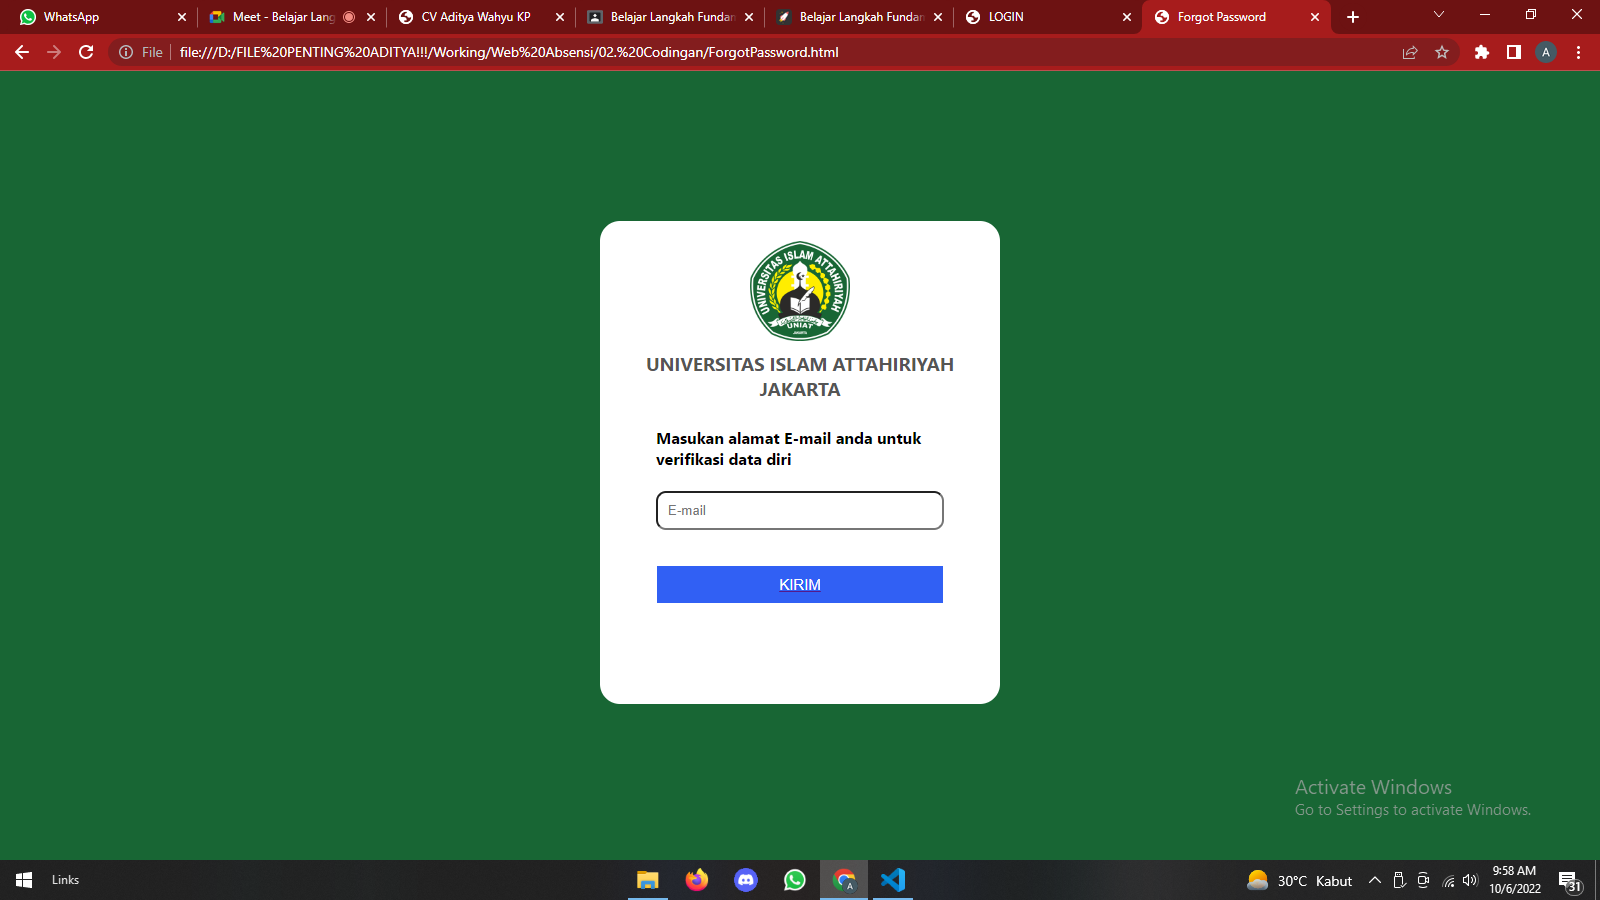 WhatsApp
Meet - Belajar Lang
CV Aditya Wahyu KP
Belajar Langkah Fundan
Belajar Langkah Fundan
LOGIN
Forgot Password
File
file:///D:/FILE%20PENTING%20ADITYA!!!/Working/Web%20Absensi/02.%20Codingan/ForgotPassword.html
A
UNIVERSITAS ISLAM ATTAHIRIYAH
UNIAT
JAKARTA
UNIVERSITAS ISLAM ATTAHIRIYAH
JAKARTA
Masukan alamat E-mail anda untuk
verifikasi data diri
E-mail
KIRIM
Activate Windows
Go to Settings to activate Windows.
Links
A
30°C Kabut
9:58 AM
10/6/2022
31